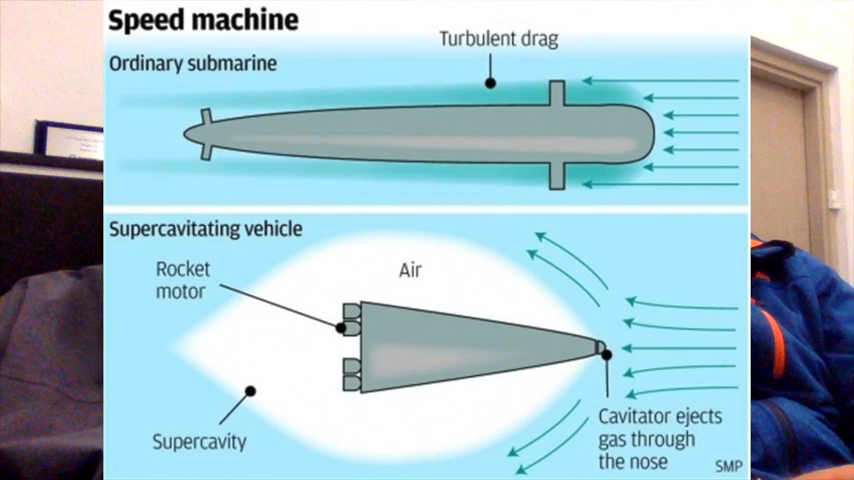 Speed machine
Turbulent drag
Ordinary submarine
Supercavitating vehicle
Rocket
motor
Air
Supercavity
Cavitator ejects
gas through
the nose
SMP